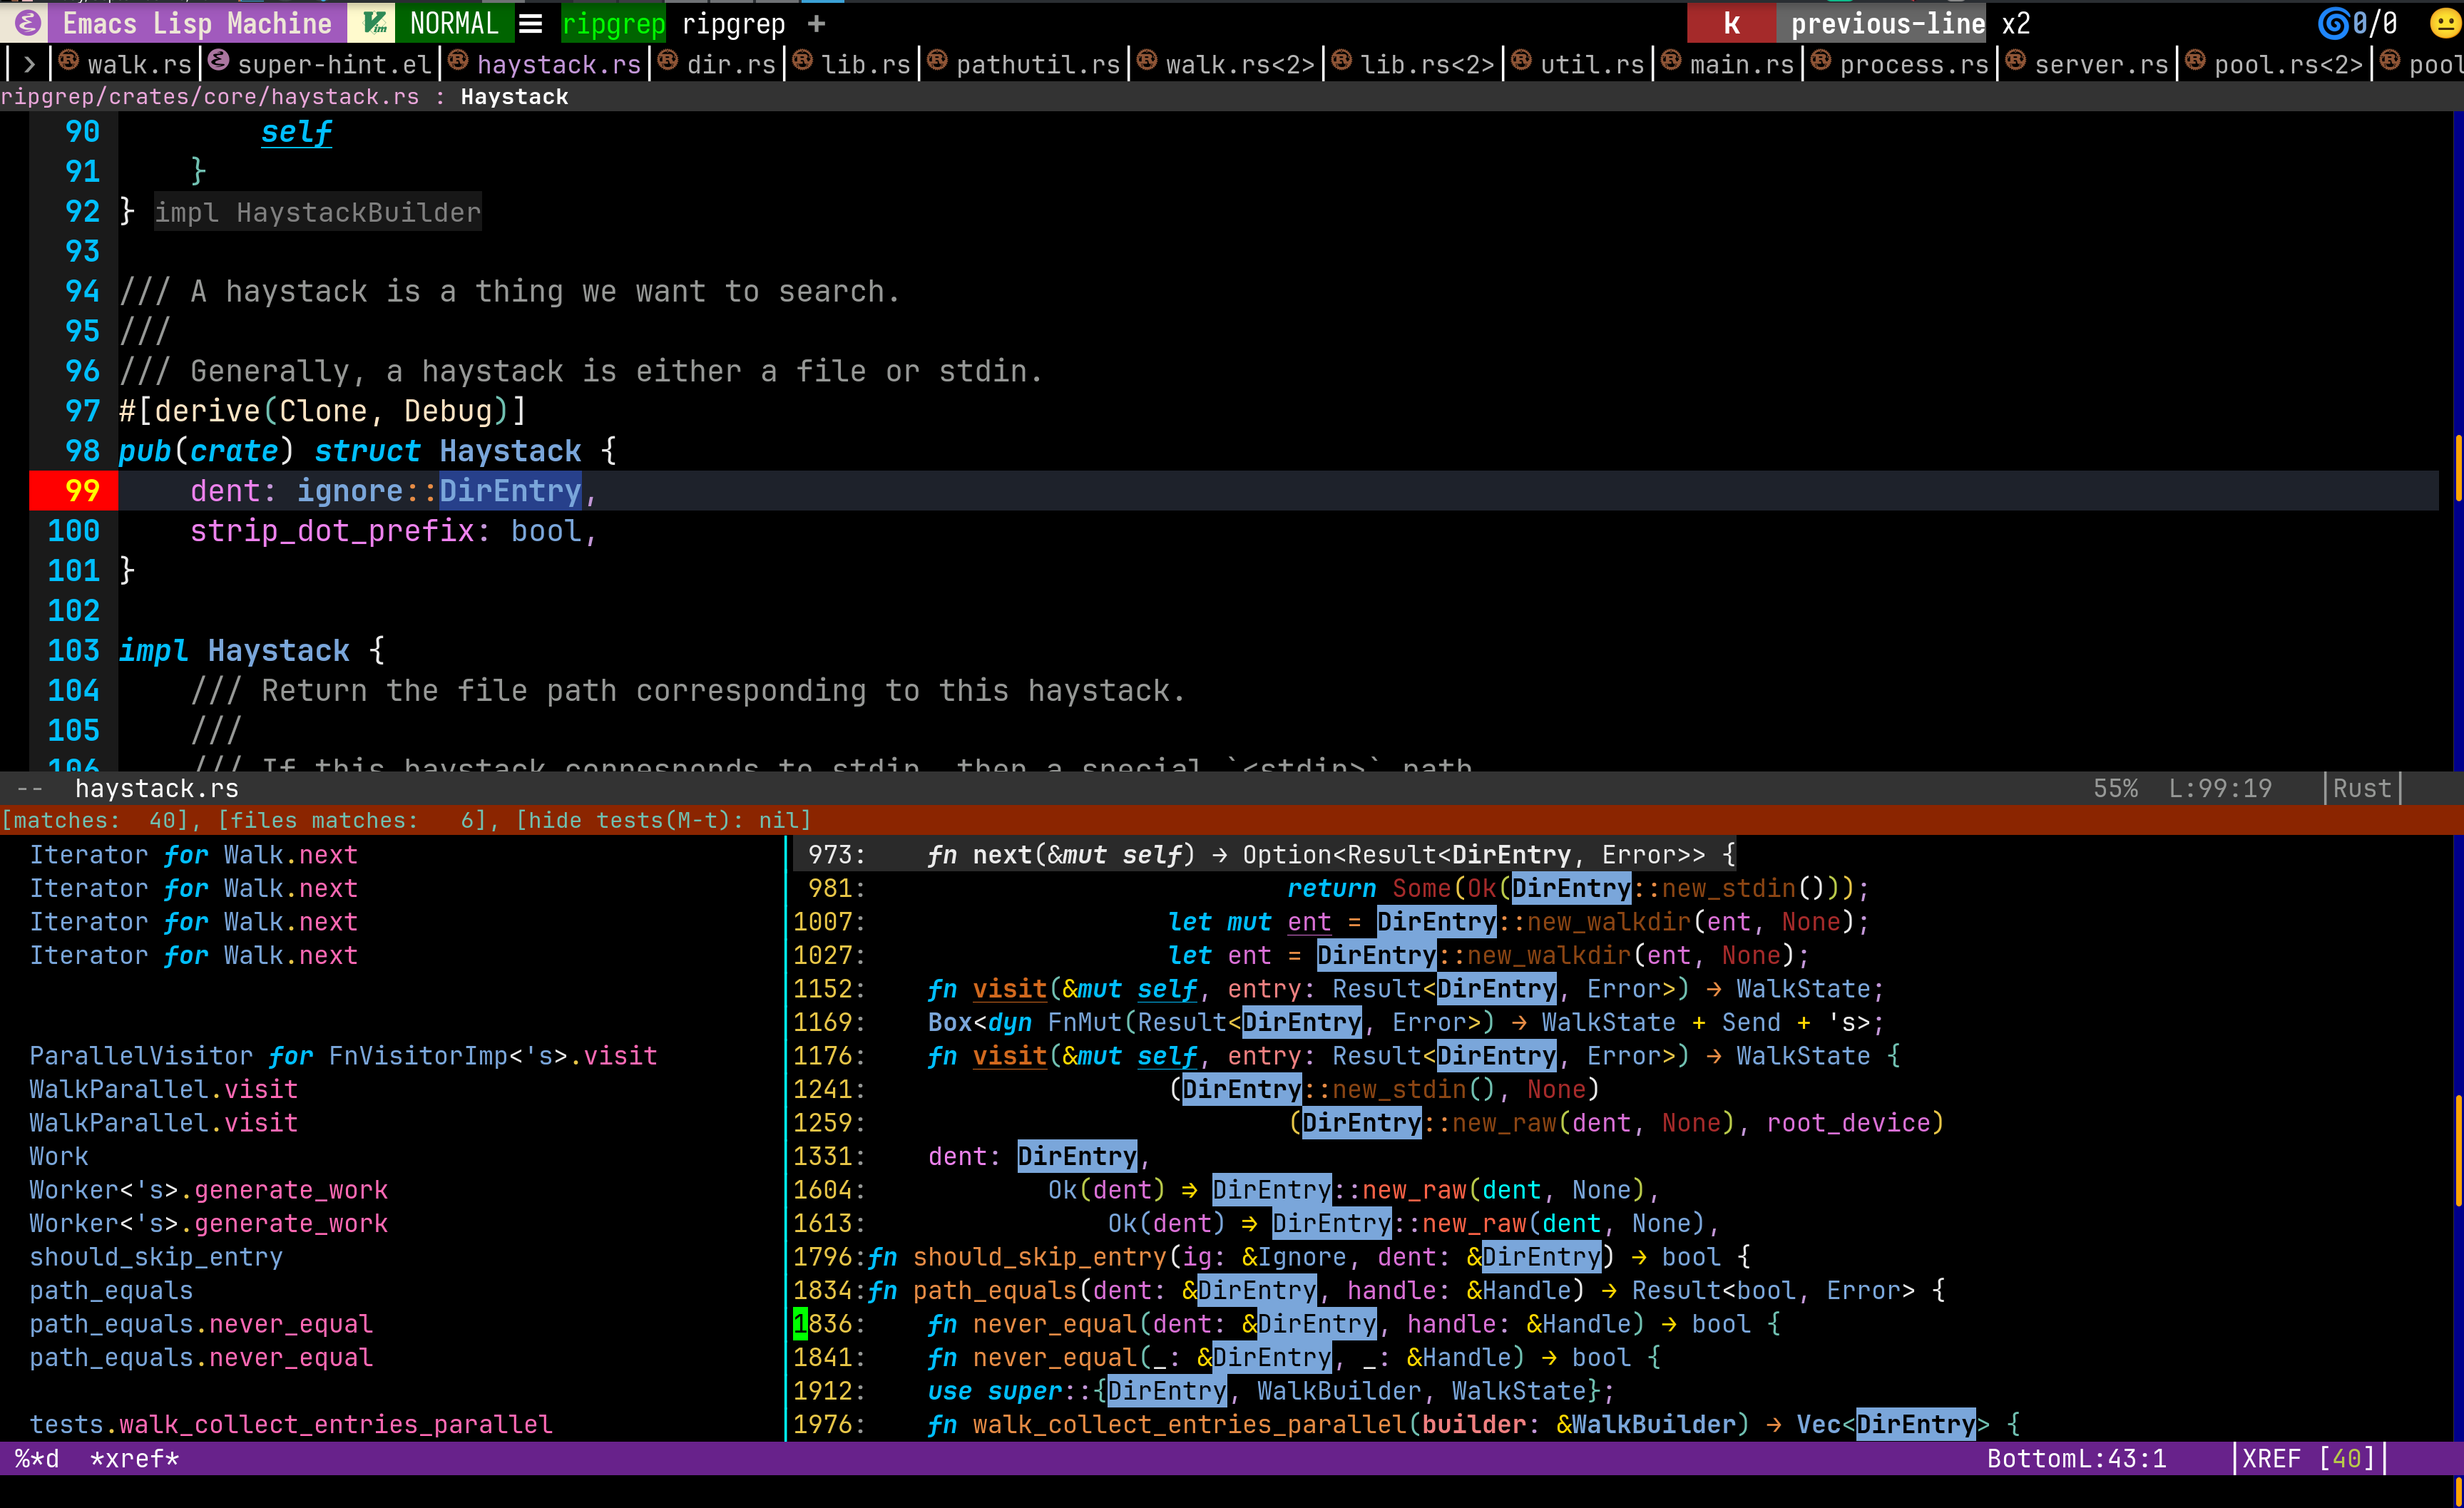 Emacs Lisp Machine NORMAL ☰ ripgrep ripgrep + k previous-line x2 0/0
> walk.rs super-hint.el haystack.rs dir.rs lib.rs pathutil.rs walk.rs<2> lib.rs<2> util.rs main.rs process.rs server.rs pool.rs<2> pool
ripgrep/crates/core/haystack.rs : Haystack
90         self
91     }
92 } impl HaystackBuilder
93
94 /// A haystack is a thing we want to search.
95 ///
96 /// Generally, a haystack is either a file or stdin.
97 #[derive(Clone, Debug)]
98 pub(crate) struct Haystack {
99     dent: ignore::DirEntry,
100     strip_dot_prefix: bool,
101 }
102
103 impl Haystack {
104     /// Return the file path corresponding to this haystack.
105     ///
106     /// If this haystack corresponds to stdin, then a special `<stdin>` path
-- haystack.rs 55% L:99:19 |Rust|
[matches:  40], [files matches:   6], [hide tests(M-t): nil]
Iterator for Walk.next 973:    fn next(&mut self) → Option<Result<DirEntry, Error>> {
Iterator for Walk.next 981:                            return Some(Ok(DirEntry::new_stdin()));
Iterator for Walk.next 1007:                    let mut ent = DirEntry::new_walkdir(ent, None);
Iterator for Walk.next 1027:                    let ent = DirEntry::new_walkdir(ent, None);
1152:    fn visit(&mut self, entry: Result<DirEntry, Error>) → WalkState;
1169:    Box<dyn FnMut(Result<DirEntry, Error>) → WalkState + Send + 's>;
ParallelVisitor for FnVisitorImp<'s>.visit 1176:    fn visit(&mut self, entry: Result<DirEntry, Error>) → WalkState {
WalkParallel.visit 1241:                    (DirEntry::new_stdin(), None)
WalkParallel.visit 1259:                            (DirEntry::new_raw(dent, None), root_device)
Work 1331:    dent: DirEntry,
Worker<'s>.generate_work 1604:            Ok(dent) ⇒ DirEntry::new_raw(dent, None),
Worker<'s>.generate_work 1613:                Ok(dent) ⇒ DirEntry::new_raw(dent, None),
should_skip_entry 1796:fn should_skip_entry(ig: &Ignore, dent: &DirEntry) → bool {
path_equals 1834:fn path_equals(dent: &DirEntry, handle: &Handle) → Result<bool, Error> {
path_equals.never_equal 1836:    fn never_equal(dent: &DirEntry, handle: &Handle) → bool {
path_equals.never_equal 1841:    fn never_equal(_: &DirEntry, _: &Handle) → bool {
1912:    use super::{DirEntry, WalkBuilder, WalkState};
tests.walk_collect_entries_parallel 1976:    fn walk_collect_entries_parallel(builder: &WalkBuilder) → Vec<DirEntry> {
%*d *xref* BottomL:43:1 |XREF [40]|